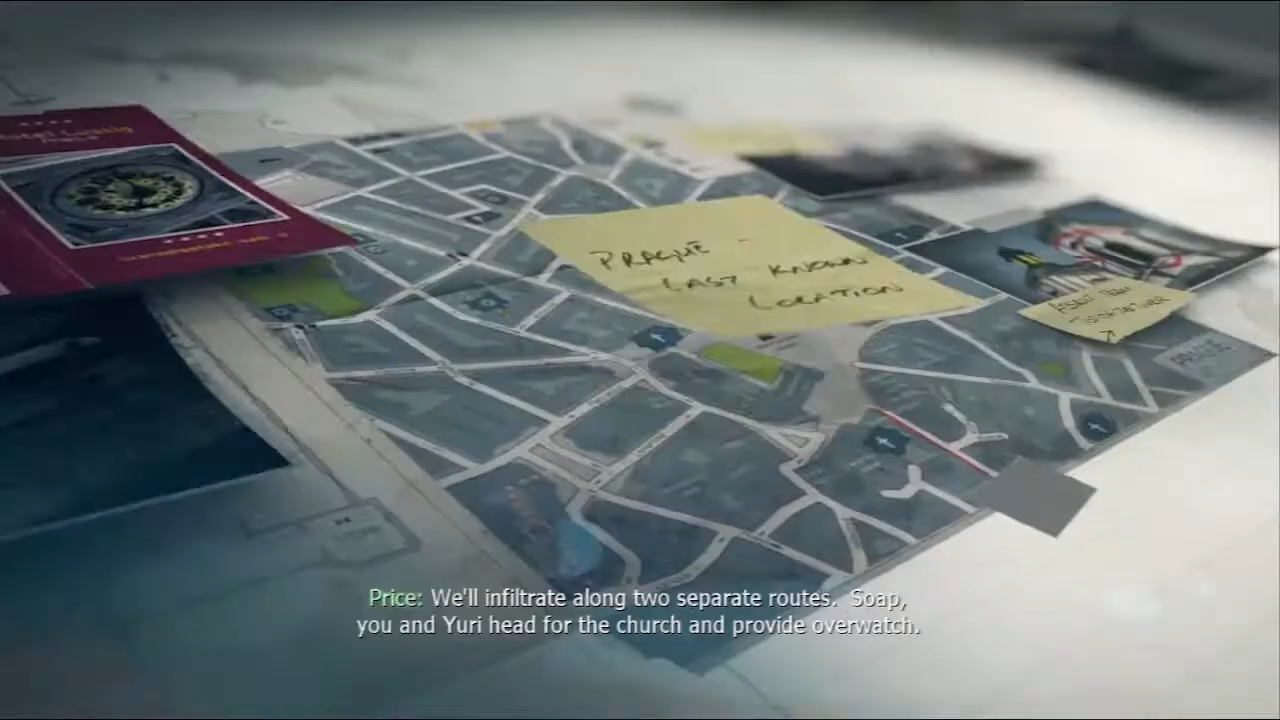 PRAGUE -
LAST KNOWN
LOCATION
PRAGUE
Price: We'll infiltrate along two separate routes. Soap,
you and Yuri head for the church and provide overwatch.